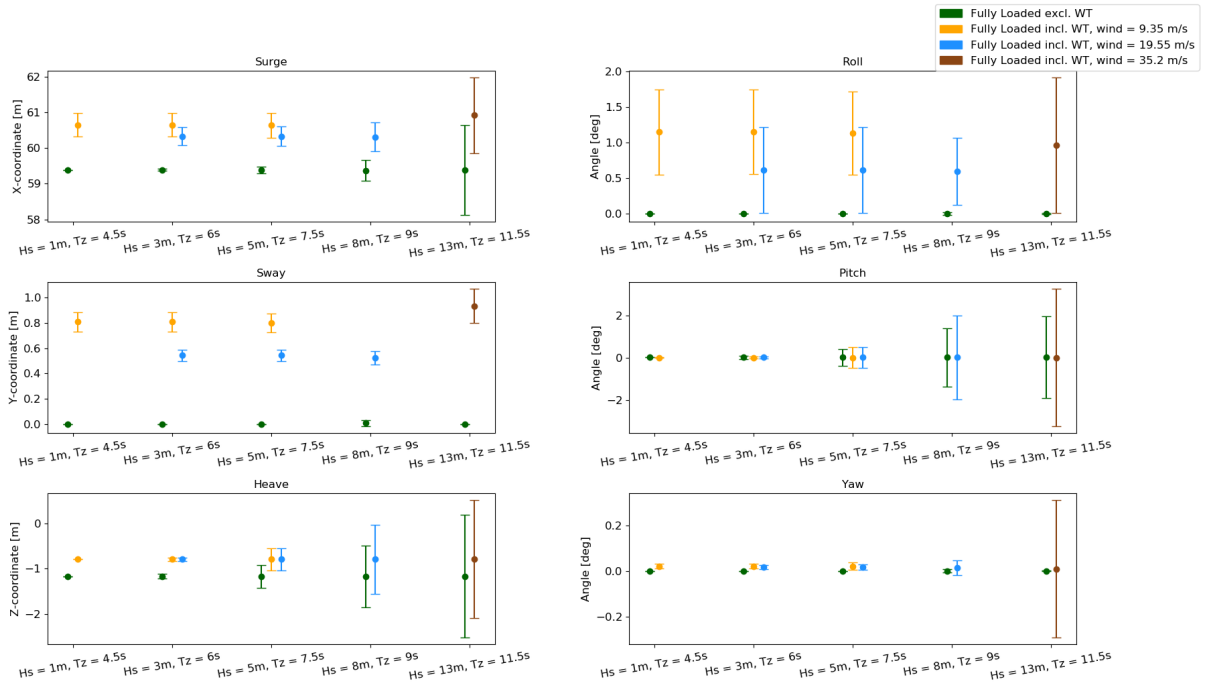 Fully Loaded excl. WT
Fully Loaded incl. WT, wind = 9.35 m/s
Fully Loaded incl. WT, wind = 19.55 m/s
Fully Loaded incl. WT, wind = 35.2 m/s
Surge
X-coordinate [m]
62
61
60
59
58
Hs = 1m, Tz = 4.5s
Hs = 3m, Tz = 6s
Hs = 5m, Tz = 7.5s
Hs = 8m, Tz = 9s
Hs = 13m, Tz = 11.5s
Roll
Angle [deg]
2.0
1.5
1.0
0.5
0.0
Hs = 1m, Tz = 4.5s
Hs = 3m, Tz = 6s
Hs = 5m, Tz = 7.5s
Hs = 8m, Tz = 9s
Hs = 13m, Tz = 11.5s
Sway
Y-coordinate [m]
1.0
0.8
0.6
0.4
0.2
0.0
Hs = 1m, Tz = 4.5s
Hs = 3m, Tz = 6s
Hs = 5m, Tz = 7.5s
Hs = 8m, Tz = 9s
Hs = 13m, Tz = 11.5s
Pitch
Angle [deg]
2
0
−2
Hs = 1m, Tz = 4.5s
Hs = 3m, Tz = 6s
Hs = 5m, Tz = 7.5s
Hs = 8m, Tz = 9s
Hs = 13m, Tz = 11.5s
Heave
Z-coordinate [m]
0
−1
−2
Hs = 1m, Tz = 4.5s
Hs = 3m, Tz = 6s
Hs = 5m, Tz = 7.5s
Hs = 8m, Tz = 9s
Hs = 13m, Tz = 11.5s
Yaw
Angle [deg]
0.2
0.0
−0.2
Hs = 1m, Tz = 4.5s
Hs = 3m, Tz = 6s
Hs = 5m, Tz = 7.5s
Hs = 8m, Tz = 9s
Hs = 13m, Tz = 11.5s